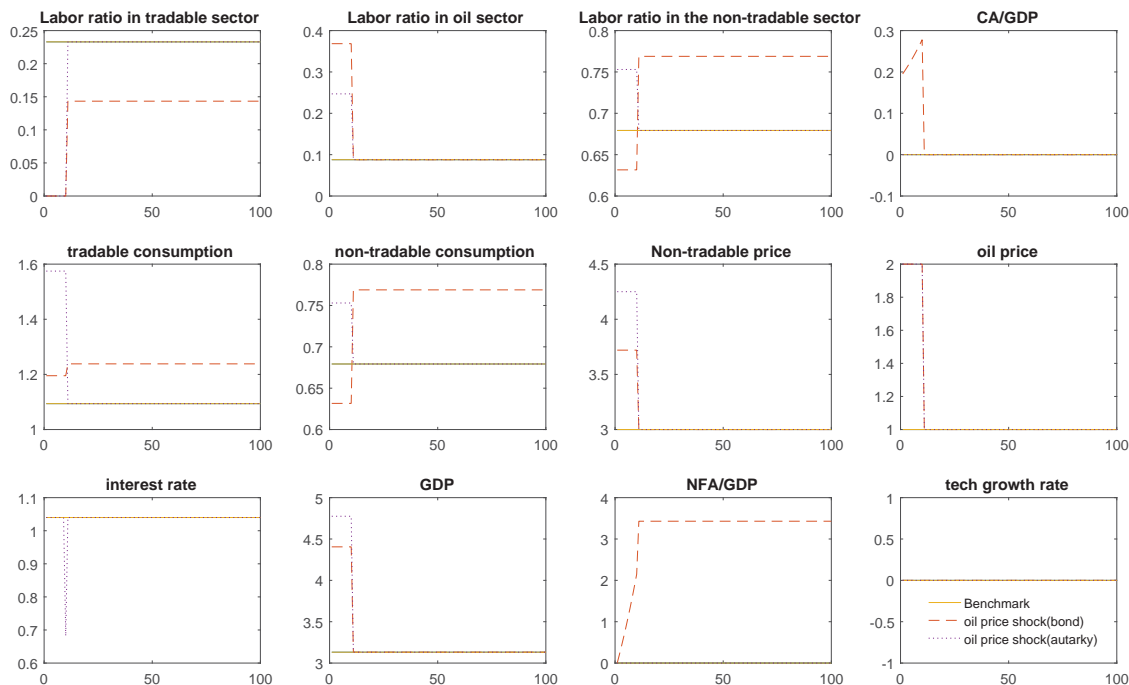 Labor ratio in tradable sector
0.25
0.2
0.15
0.1
0.05
0
0 50 100
Labor ratio in oil sector
0.4
0.3
0.2
0.1
0
0 50 100
Labor ratio in the non-tradable sector
0.8
0.75
0.7
0.65
0.6
0 50 100
CA/GDP
0.3
0.2
0.1
0
-0.1
0 50 100
tradable consumption
1.6
1.4
1.2
1
0 50 100
non-tradable consumption
0.8
0.75
0.7
0.65
0.6
0 50 100
Non-tradable price
4.5
4
3.5
3
0 50 100
oil price
2
1.8
1.6
1.4
1.2
1
0 50 100
interest rate
1.1
1
0.9
0.8
0.7
0.6
0 50 100
GDP
5
4.5
4
3.5
3
0 50 100
NFA/GDP
4
3
2
1
0
0 50 100
tech growth rate
1
0.5
0
-0.5
-1
0 50 100
Benchmark
oil price shock(bond)
oil price shock(autarky)